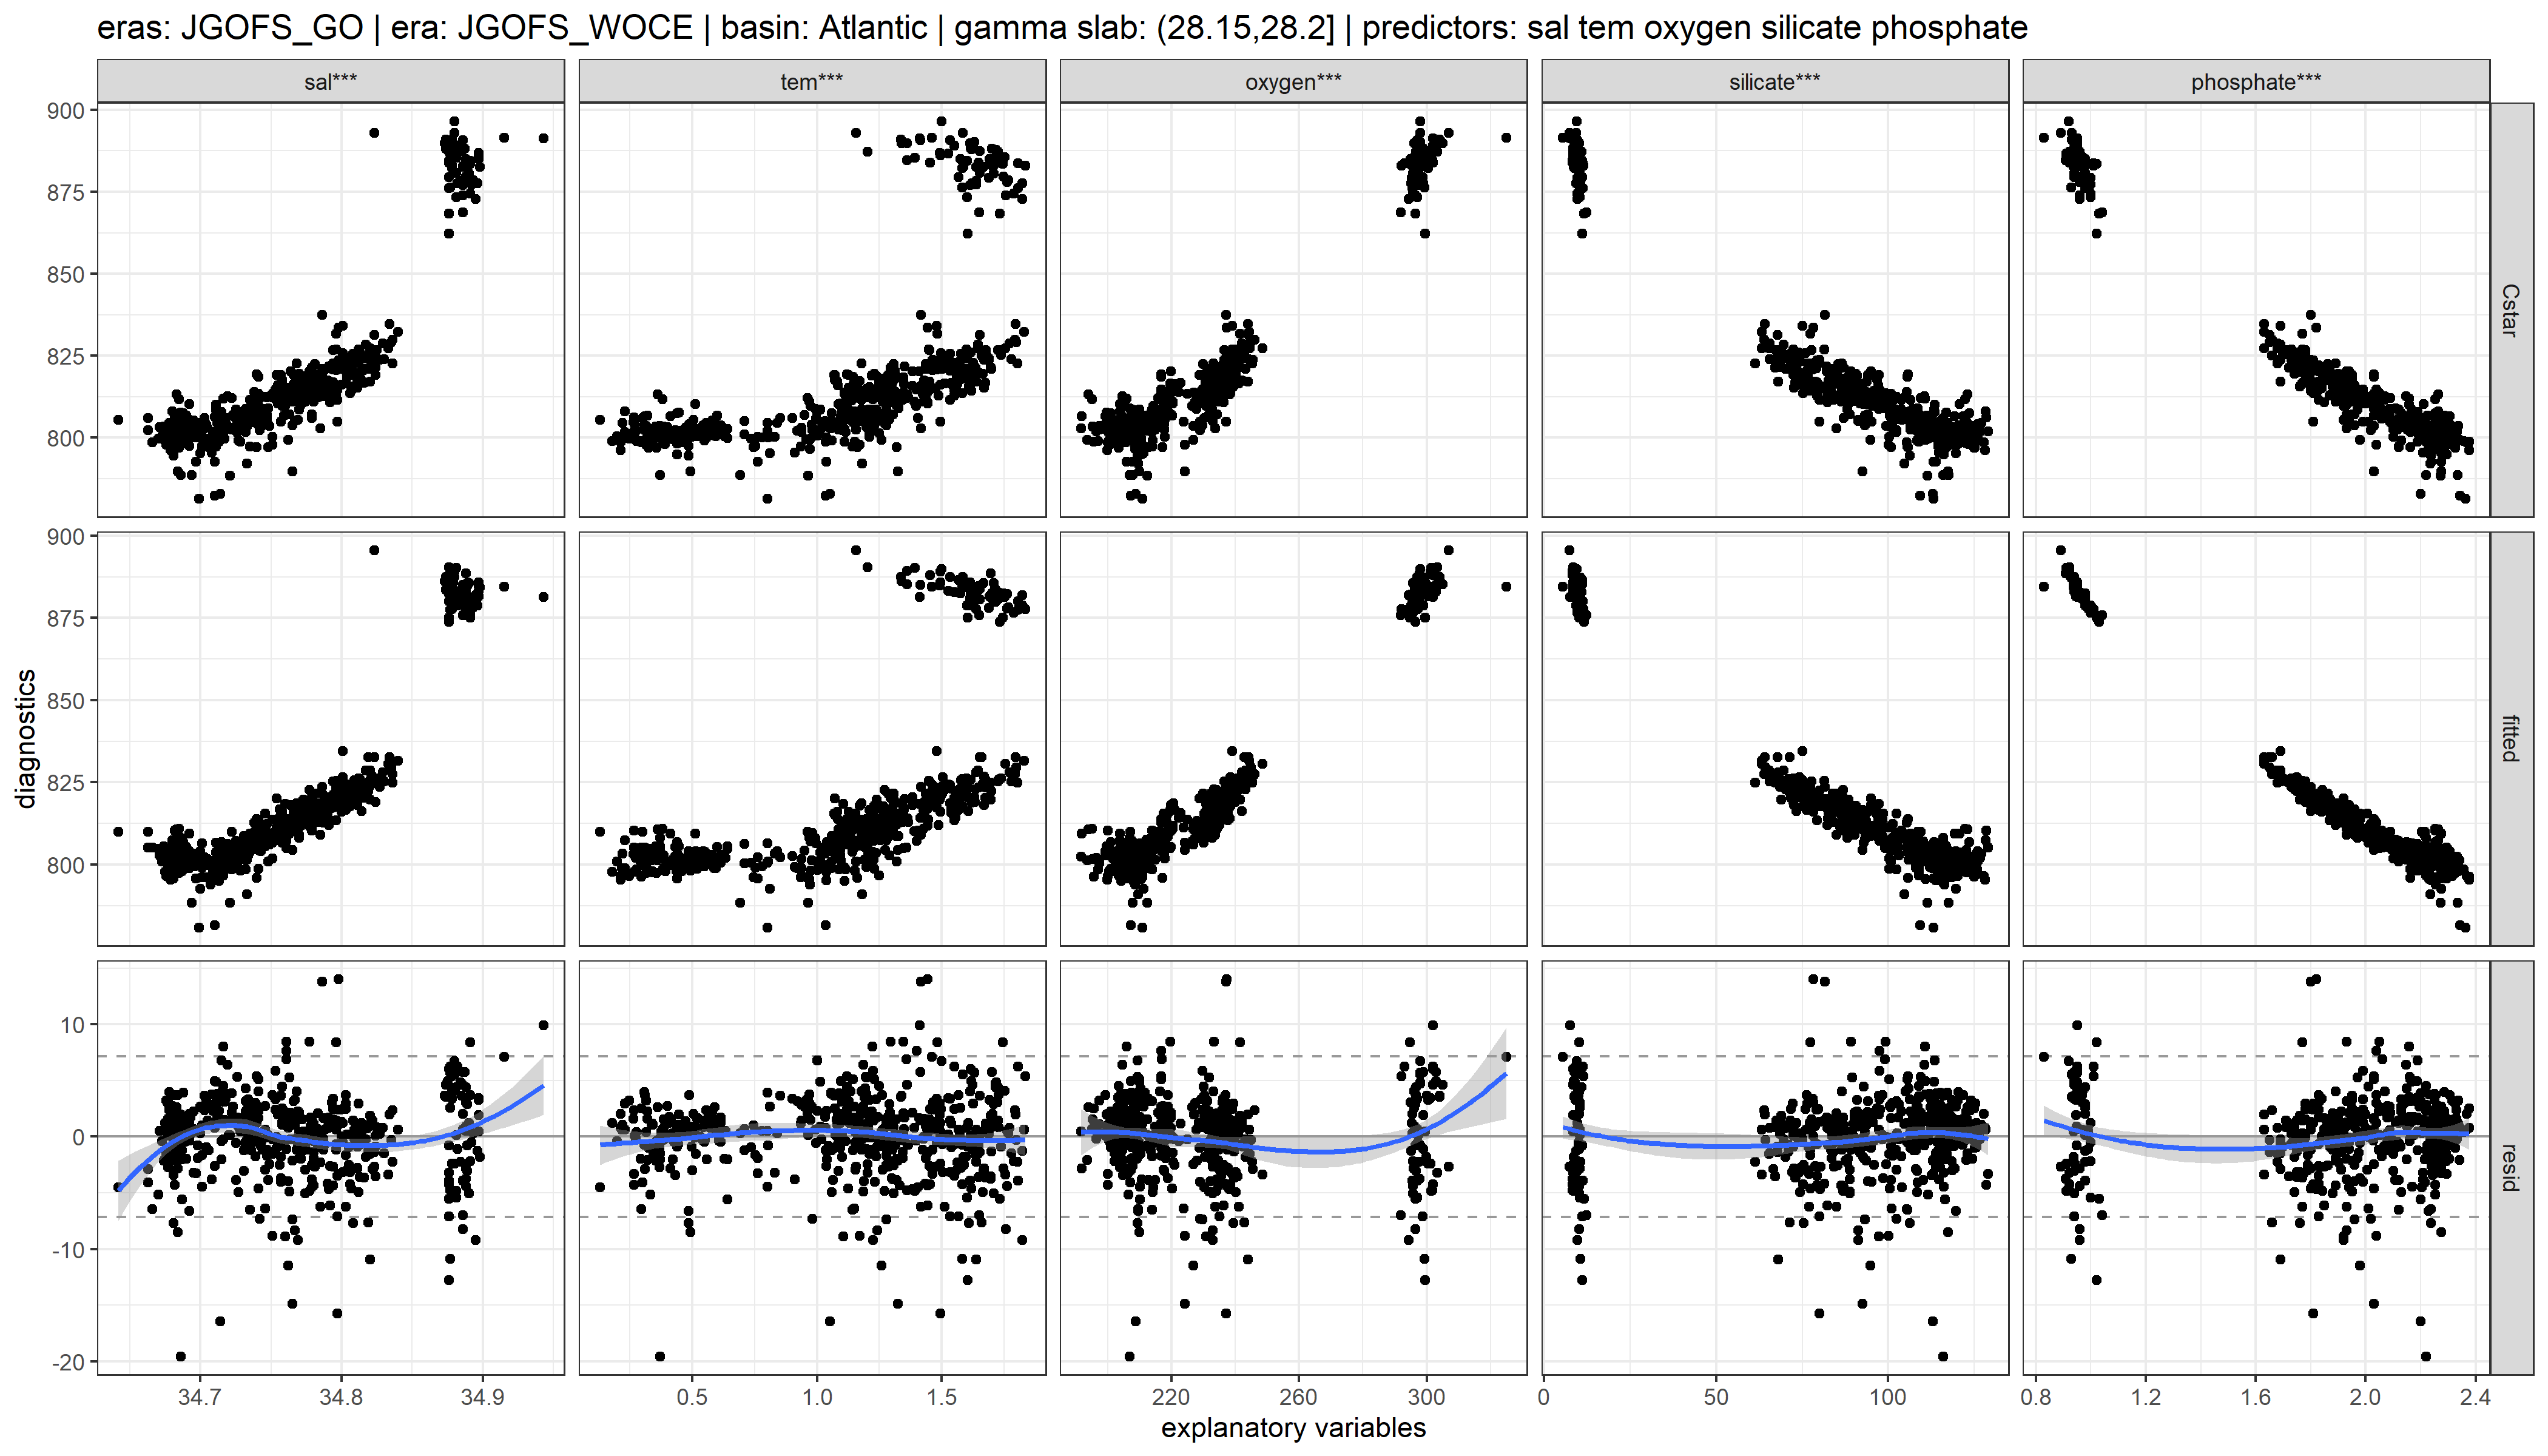 eras: JGOFS_GO | era: JGOFS_WOCE | basin: Atlantic | gamma slab: (28.15,28.2] | predictors: sal tem oxygen silicate phosphate
sal*** tem*** oxygen*** silicate*** phosphate***
900
875
850
825
800
Cstar
900
875
850
825
800
fitted
diagnostics
10
0
-10
-20
resid
34.7 34.8 34.9 0.5 1.0 1.5 220 260 300 0 50 100 0.8 1.2 1.6 2.0 2.4
explanatory variables